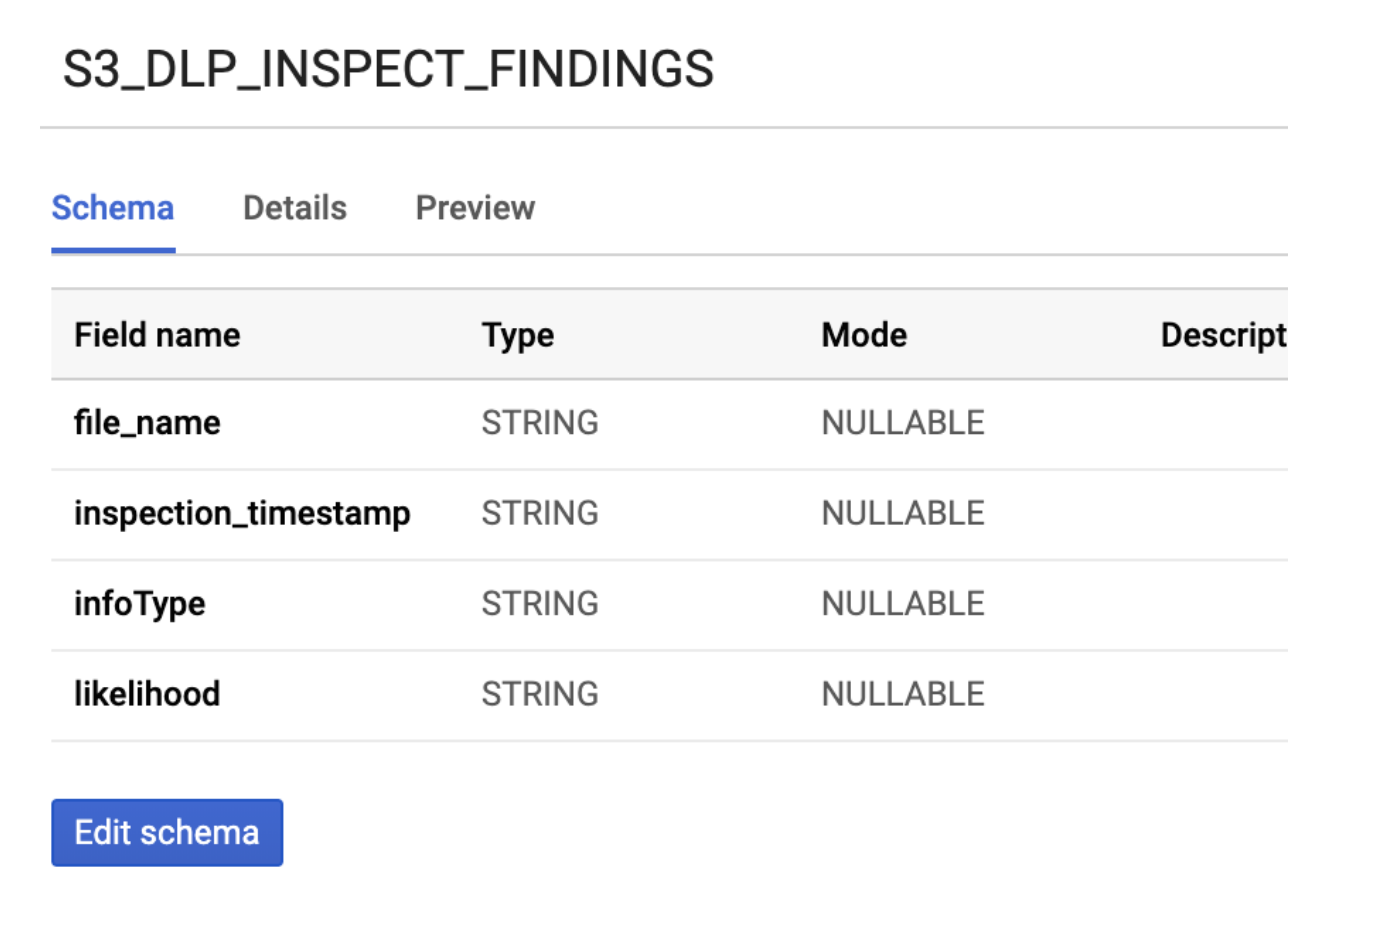 S3_DLP_INSPECT_FINDINGS
Schema Details Preview
Field name Type Mode Descript
file_name STRING NULLABLE
inspection_timestamp STRING NULLABLE
infoType STRING NULLABLE
likelihood STRING NULLABLE
Edit schema